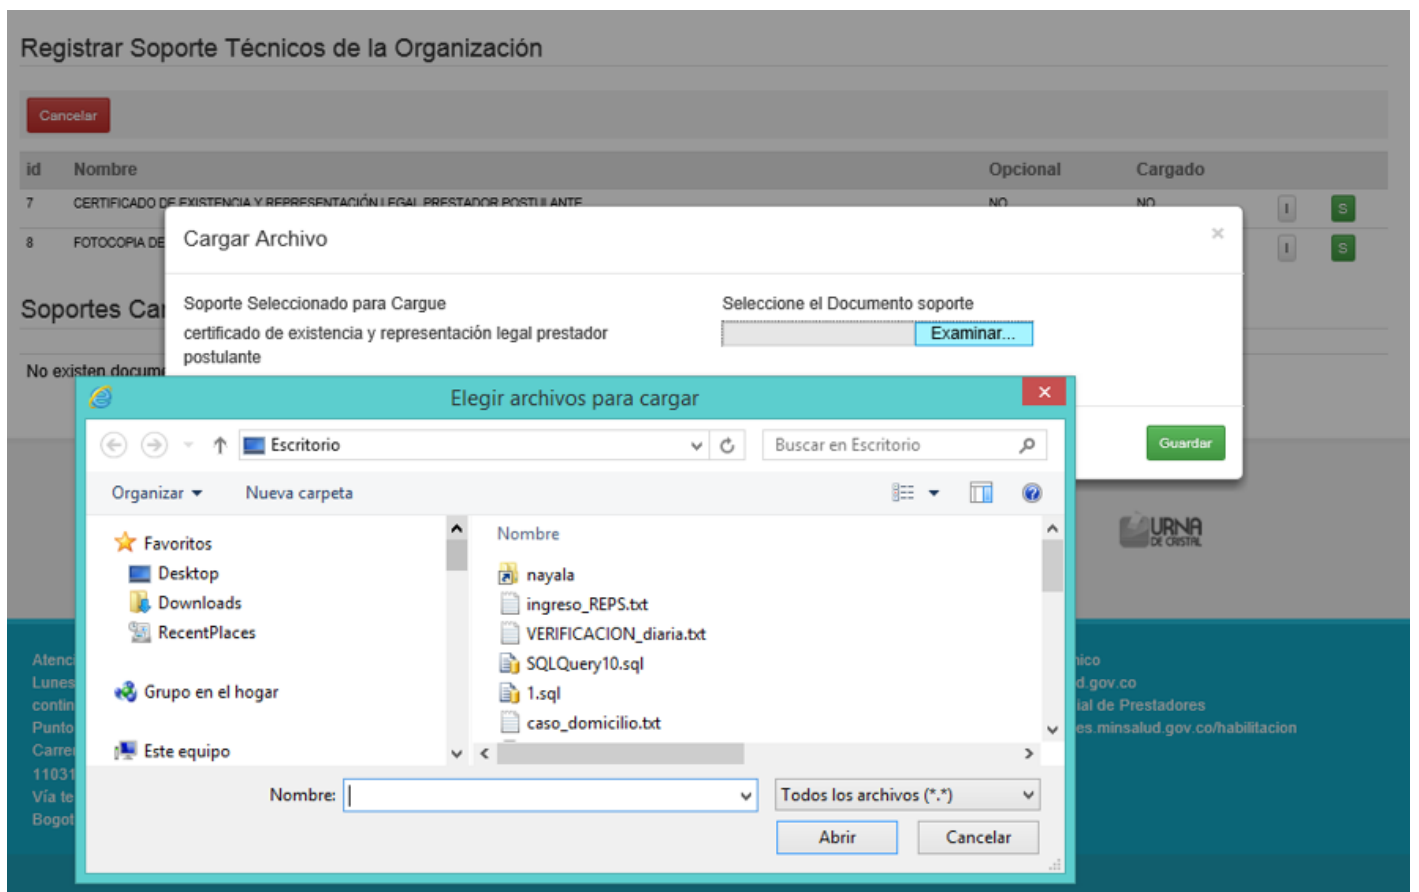 Registrar Soporte Técnicos de la Organización
Cancelar
id Nombre Opcional Cargado
7 CERTIFICADO DE EXISTENCIA Y REPRESENTACIÓN LEGAL PRESTADOR POSTULANTE NO NO I S
8 FOTOCOPIA DE I S
Cargar Archivo ×
Soportes Car
Soporte Seleccionado para Cargue
certificado de existencia y representación legal prestador
postulante
Seleccione el Documento soporte
Examinar...
No existen docume
Guardar
Elegir archivos para cargar
Escritorio
Buscar en Escritorio
Organizar Nueva carpeta
Favoritos
Desktop
Downloads
RecentPlaces
Grupo en el hogar
Este equipo
Nombre
nayala
ingreso_REPS.txt
VERIFICACION_diaria.txt
SQLQuery10.sql
1.sql
caso_domicilio.txt
Nombre:
Todos los archivos (*.*)
Abrir Cancelar
URNA
DE CRISTAL
Atenc
Lunes
contin
Punto
Carre
11031
Vía te
Bogot
nico
d.gov.co
ial de Prestadores
es.minsalud.gov.co/habilitacion